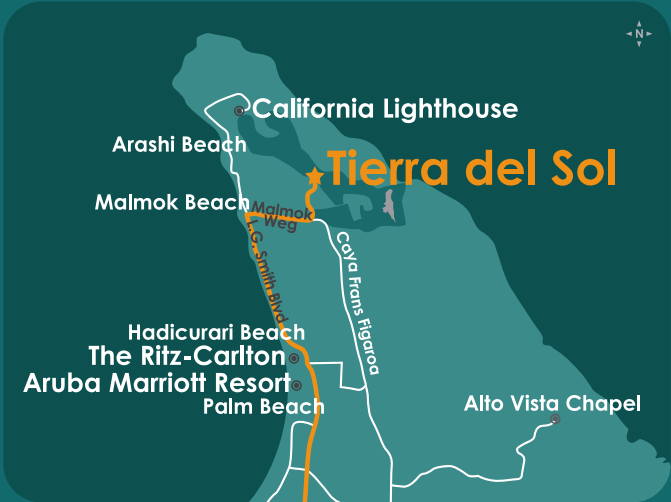 N
California Lighthouse
Arashi Beach
Tierra del Sol
Malmok Beach
Malmok
Weg
L.G. Smith Blvd
Caya Frans Figaroa
Hadicurari Beach
The Ritz-Carlton
Aruba Marriott Resort
Palm Beach
Alto Vista Chapel